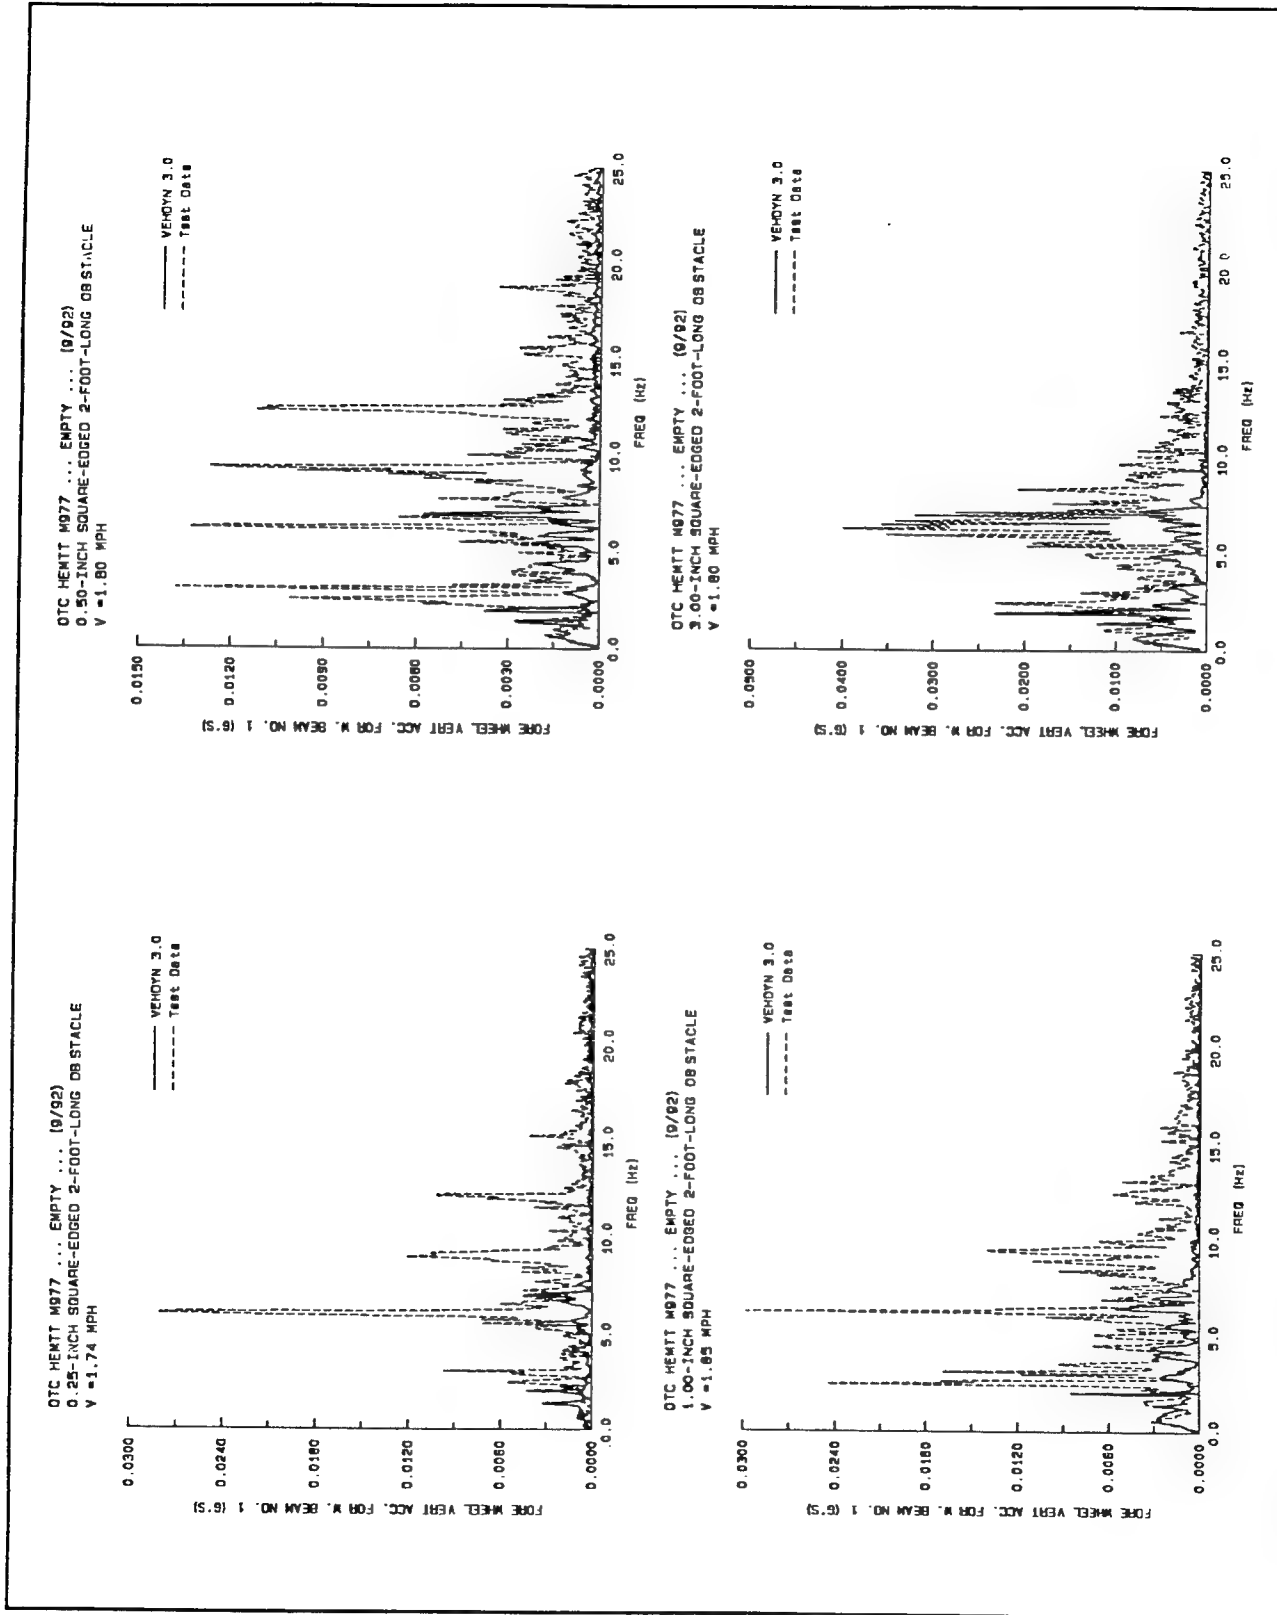 OTC HEMTT M977 ... EMPTY ... (9/92)
0.25-INCH SQUARE-EDGED 2-FOOT-LONG OBSTACLE
V =1.74 MPH
VEHDYN 3.0
Test Data
FORE WHEEL VERT ACC. FOR W. BEAM NO. 1 (G'S)
0.0300
0.0240
0.0180
0.0120
0.0060
0.0000
0.0 5.0 10.0 15.0 20.0 25.0
FREQ (Hz)
OTC HEMTT M977 ... EMPTY ... (9/92)
0.50-INCH SQUARE-EDGED 2-FOOT-LONG OBSTACLE
V =1.80 MPH
VEHDYN 3.0
Test Data
FORE WHEEL VERT ACC. FOR W. BEAM NO. 1 (G'S)
0.0150
0.0120
0.0090
0.0060
0.0030
0.0000
0.0 5.0 10.0 15.0 20.0 25.0
FREQ (Hz)
OTC HEMTT M977 ... EMPTY ... (9/92)
1.00-INCH SQUARE-EDGED 2-FOOT-LONG OBSTACLE
V =1.85 MPH
VEHDYN 3.0
Test Data
FORE WHEEL VERT ACC. FOR W. BEAM NO. 1 (G'S)
0.0300
0.0240
0.0180
0.0120
0.0060
0.0000
0.0 5.0 10.0 15.0 20.0 25.0
FREQ (Hz)
OTC HEMTT M977 ... EMPTY ... (9/92)
3.00-INCH SQUARE-EDGED 2-FOOT-LONG OBSTACLE
V =1.80 MPH
VEHDYN 3.0
Test Data
FORE WHEEL VERT ACC. FOR W. BEAM NO. 1 (G'S)
0.0500
0.0400
0.0300
0.0200
0.0100
0.0000
0.0 5.0 10.0 15.0 20.0 25.0
FREQ (Hz)